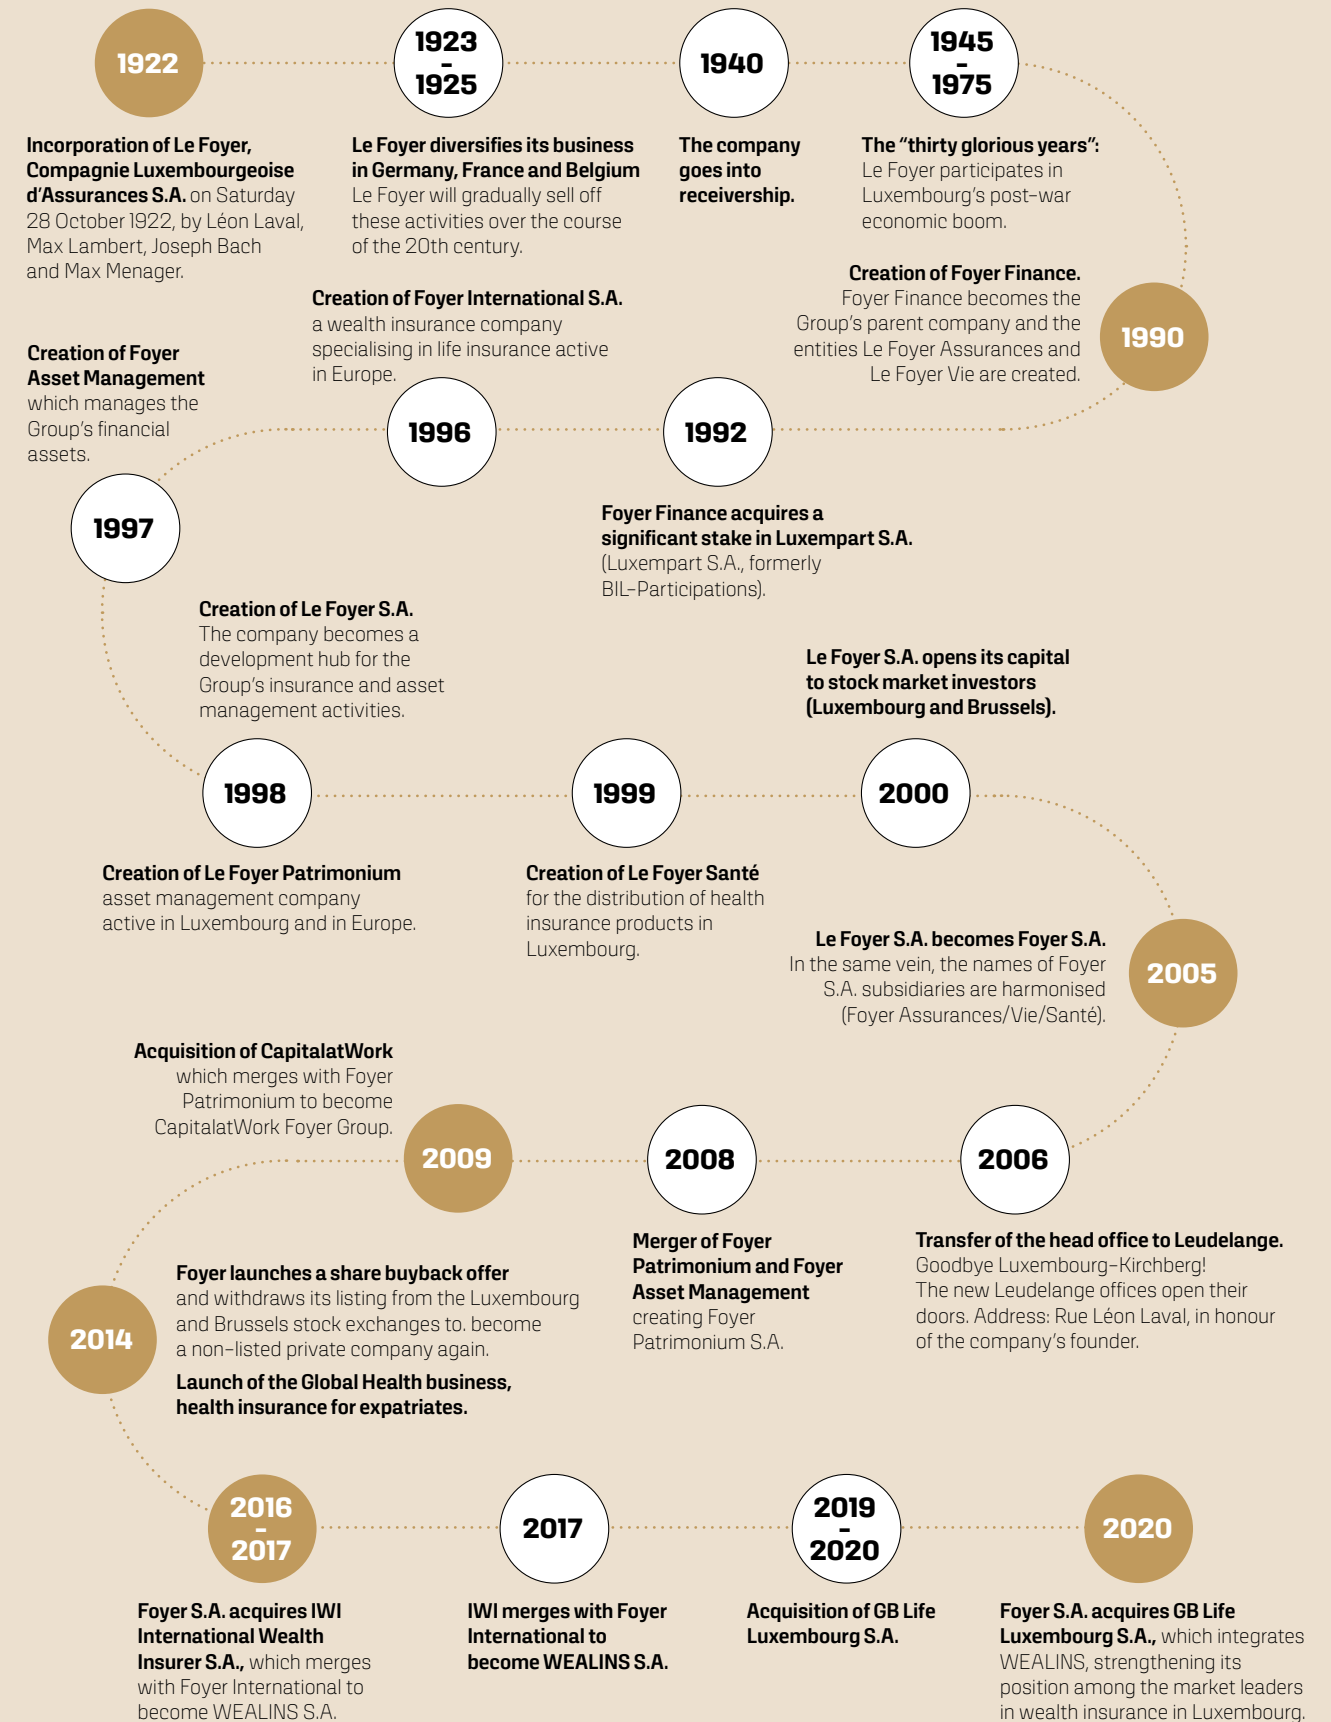 1922
Incorporation of Le Foyer,
Compagnie Luxembourgeoise
d'Assurances S.A. on Saturday
28 October 1922, by Léon Laval,
Max Lambert, Joseph Bach
and Max Menager.
1923
-
1925
Le Foyer diversifies its business
in Germany, France and Belgium
Le Foyer will gradually sell off
these activities over the course
of the 20th century.
1940
The company
goes into
receivership.
1945
-
1975
The "thirty glorious years":
Le Foyer participates in
Luxembourg's post-war
economic boom.
1990
Creation of Foyer Finance.
Foyer Finance becomes the
Group's parent company and the
entities Le Foyer Assurances and
Le Foyer Vie are created.
1992
Foyer Finance acquires a
significant stake in Luxempart S.A.
(Luxempart S.A., formerly
BIL-Participations).
Creation of Foyer International S.A.
a wealth insurance company
specialising in life insurance active
in Europe.
1996
Creation of Foyer
Asset Management
which manages the
Group's financial
assets.
1997
Creation of Le Foyer S.A.
The company becomes a
development hub for the
Group's insurance and asset
management activities.
1998
Creation of Le Foyer Patrimonium
asset management company
active in Luxembourg and in Europe.
1999
Creation of Le Foyer Santé
for the distribution of health
insurance products in
Luxembourg.
Le Foyer S.A. opens its capital
to stock market investors
(Luxembourg and Brussels).
2000
2005
Le Foyer S.A. becomes Foyer S.A.
In the same vein, the names of Foyer
S.A. subsidiaries are harmonised
(Foyer Assurances/Vie/Santé).
2006
Transfer of the head office to Leudelange.
Goodbye Luxembourg-Kirchberg!
The new Leudelange offices open their
doors. Address: Rue Léon Laval, in honour
of the company's founder.
2008
Merger of Foyer
Patrimonium and Foyer
Asset Management
creating Foyer
Patrimonium S.A.
Acquisition of CapitalatWork
which merges with Foyer
Patrimonium to become
CapitalatWork Foyer Group.
2009
2014
Foyer launches a share buyback offer
and withdraws its listing from the Luxembourg
and Brussels stock exchanges to. become
a non-listed private company again.
Launch of the Global Health business,
health insurance for expatriates.
2016
-
2017
Foyer S.A. acquires IWI
International Wealth
Insurer S.A., which merges
with Foyer International to
become WEALINS S.A.
2017
IWI merges with Foyer
International to
become WEALINS S.A.
2019
-
2020
Acquisition of GB Life
Luxembourg S.A.
2020
Foyer S.A. acquires GB Life
Luxembourg S.A., which integrates
WEALINS, strengthening its
position among the market leaders
in wealth insurance in Luxembourg.